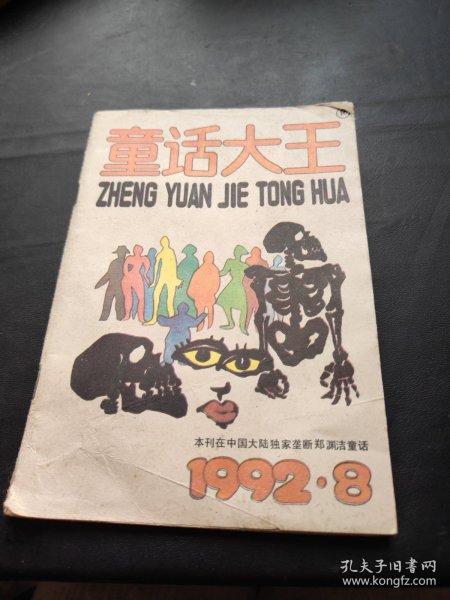 童话大王
ZHENG YUAN JIE TONG HUA
本刊在中国大陆独家垄断郑渊洁童话
1992·8
孔夫子旧书网
www.kongfz.com